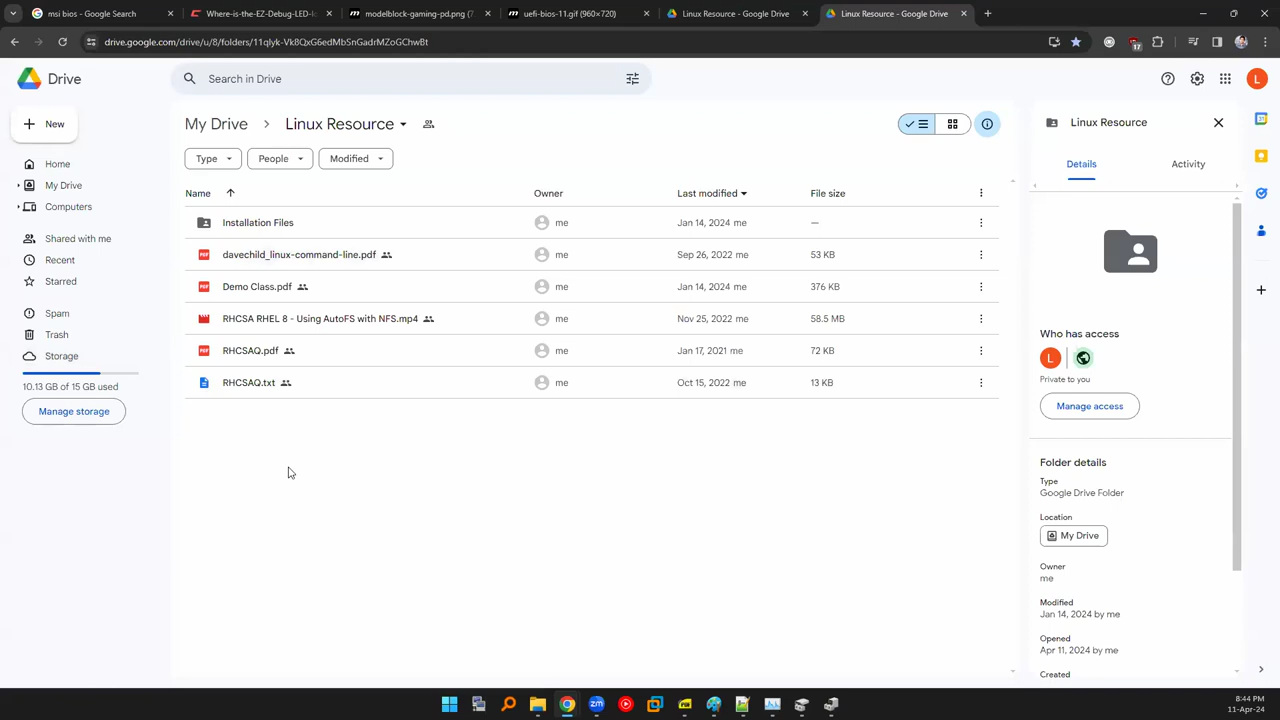 msi bios - Google Search
Where-is-the-EZ-Debug-LED-lo
modelblock-gaming-pd.png
uefi-bios-11.gif (960×720)
Linux Resource - Google Drive
Linux Resource - Google Drive
drive.google.com/drive/u/8/folders/11qIyk-Vk8QxG6edMbSnGadrMZoGChwBt
17
Drive
Search in Drive
L
New
My Drive
Linux Resource
Linux Resource
Type
People
Modified
Details
Activity
Home
My Drive
Computers
Shared with me
Recent
Starred
Spam
Trash
Storage
10.13 GB of 15 GB used
Manage storage
Name Owner Last modified File size
Installation Files me Jan 14, 2024 me —
PDF davechild_linux-command-line.pdf me Sep 26, 2022 me 53 KB
PDF Demo Class.pdf me Jan 14, 2024 me 376 KB
RHCSA RHEL 8 - Using AutoFS with NFS.mp4 me Nov 25, 2022 me 58.5 MB
PDF RHCSAQ.pdf me Jan 17, 2021 me 72 KB
RHCSAQ.txt me Oct 15, 2022 me 13 KB
Who has access
L
Private to you
Manage access
Folder details
Type
Google Drive Folder
Location
My Drive
Owner
me
Modified
Jan 14, 2024 by me
Opened
Apr 11, 2024 by me
Created
8:44 PM
11-Apr-24